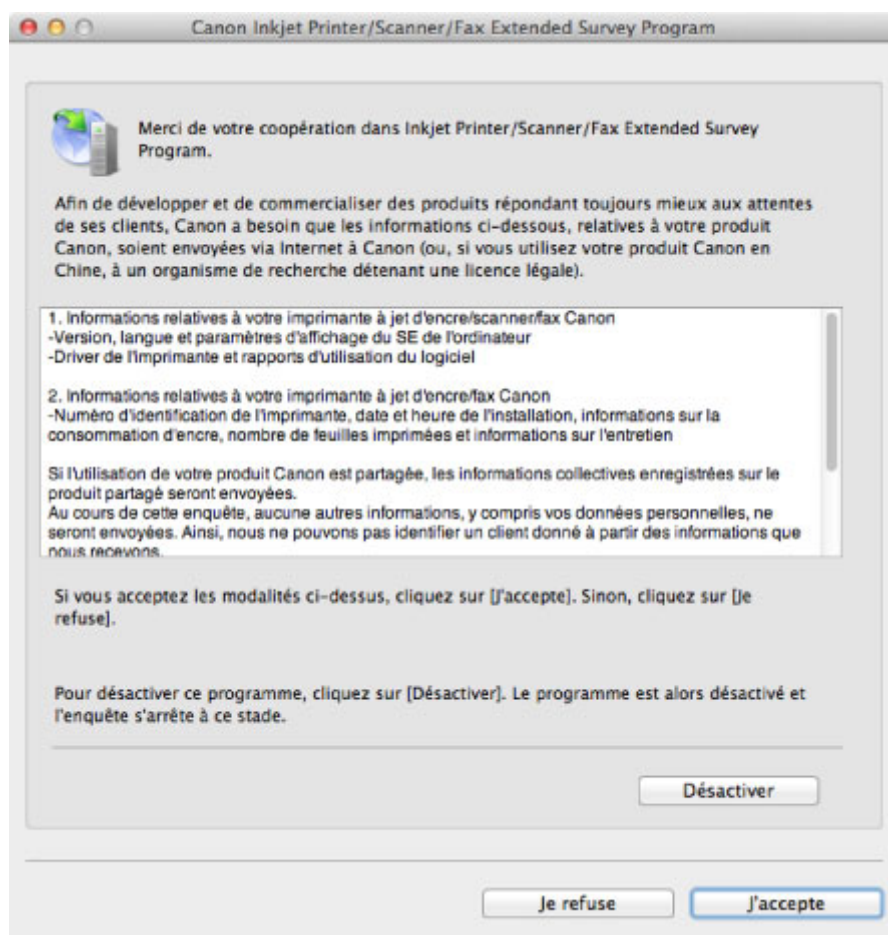 Canon Inkjet Printer/Scanner/Fax Extended Survey Program
Merci de votre coopération dans Inkjet Printer/Scanner/Fax Extended Survey
Program.
Afin de développer et de commercialiser des produits répondant toujours mieux aux attentes
de ses clients, Canon a besoin que les informations ci-dessous, relatives à votre produit
Canon, soient envoyées via Internet à Canon (ou, si vous utilisez votre produit Canon en
Chine, à un organisme de recherche détenant une licence légale).
1. Informations relatives à votre imprimante à jet d'encre/scanner/fax Canon
-Version, langue et paramètres d'affichage du SE de l'ordinateur
-Driver de l'imprimante et rapports d'utilisation du logiciel
2. Informations relatives à votre imprimante à jet d'encre/fax Canon
-Numéro d'identification de l'imprimante, date et heure de l'installation, informations sur la
consommation d'encre, nombre de feuilles imprimées et informations sur l'entretien
Si l'utilisation de votre produit Canon est partagée, les informations collectives enregistrées sur le
produit partagé seront envoyées.
Au cours de cette enquête, aucune autres informations, y compris vos données personnelles, ne
seront envoyées. Ainsi, nous ne pouvons pas identifier un client donné à partir des informations que
nous recevons.
Si vous acceptez les modalités ci-dessus, cliquez sur [J'accepte]. Sinon, cliquez sur [Je
refuse].
Pour désactiver ce programme, cliquez sur [Désactiver]. Le programme est alors désactivé et
l'enquête s'arrête à ce stade.
Désactiver
Je refuse
J'accepte